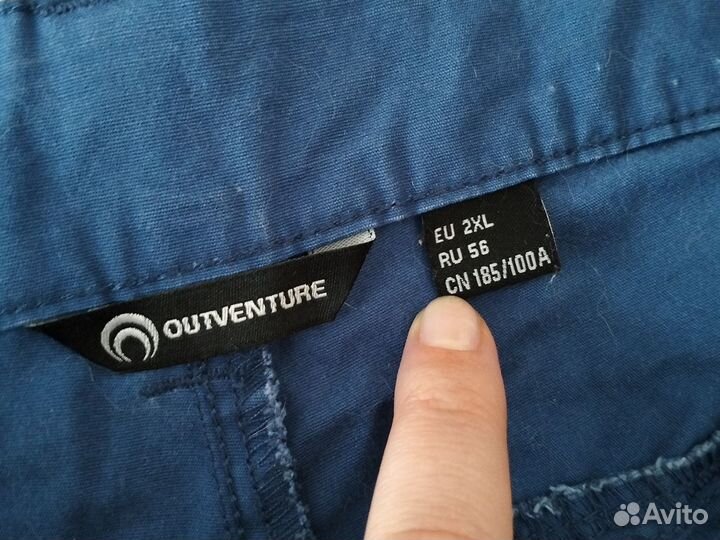 OUTVENTURE
EU 2XL
RU 56
CN 185/100A
Avito